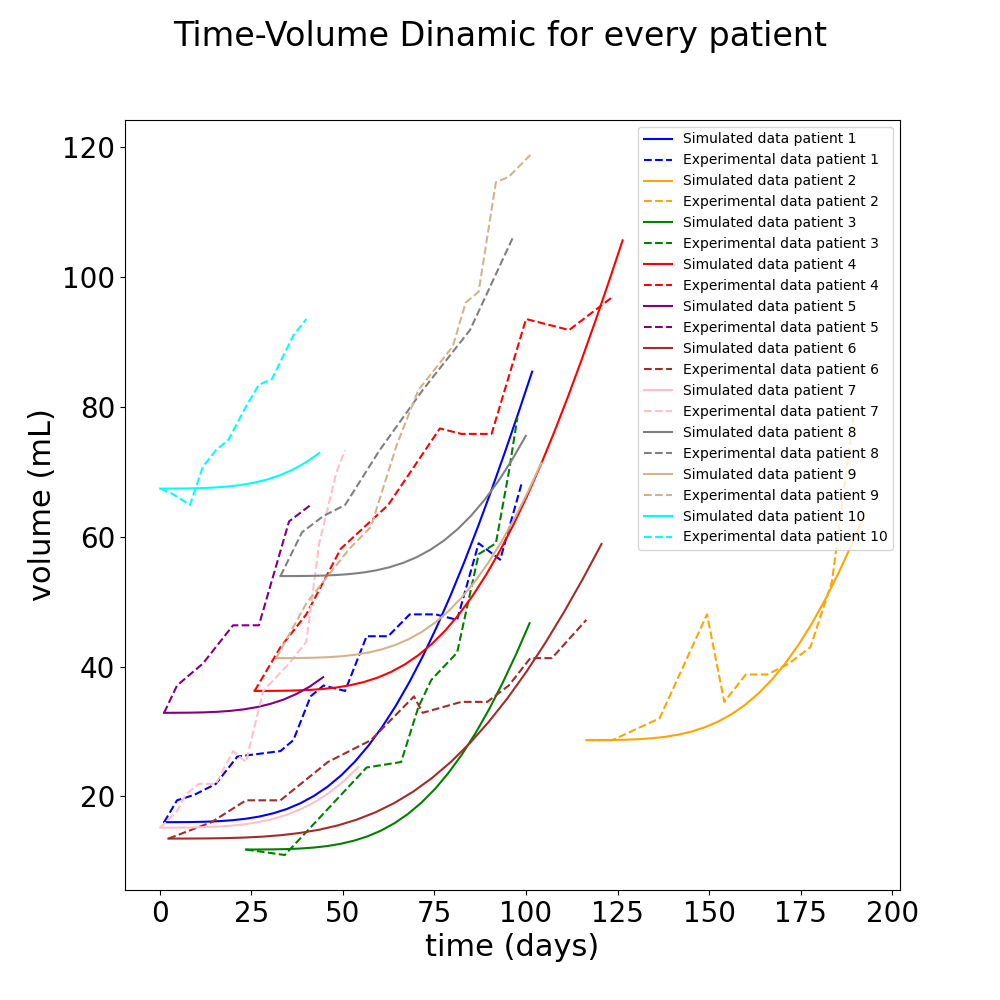 Time-Volume Dinamic for every patient
120
100
80
60
40
20
volume (mL)
Simulated data patient 1
Experimental data patient 1
Simulated data patient 2
Experimental data patient 2
Simulated data patient 3
Experimental data patient 3
Simulated data patient 4
Experimental data patient 4
Simulated data patient 5
Experimental data patient 5
Simulated data patient 6
Experimental data patient 6
Simulated data patient 7
Experimental data patient 7
Simulated data patient 8
Experimental data patient 8
Simulated data patient 9
Experimental data patient 9
Simulated data patient 10
Experimental data patient 10
0 25 50 75 100 125 150 175 200
time (days)